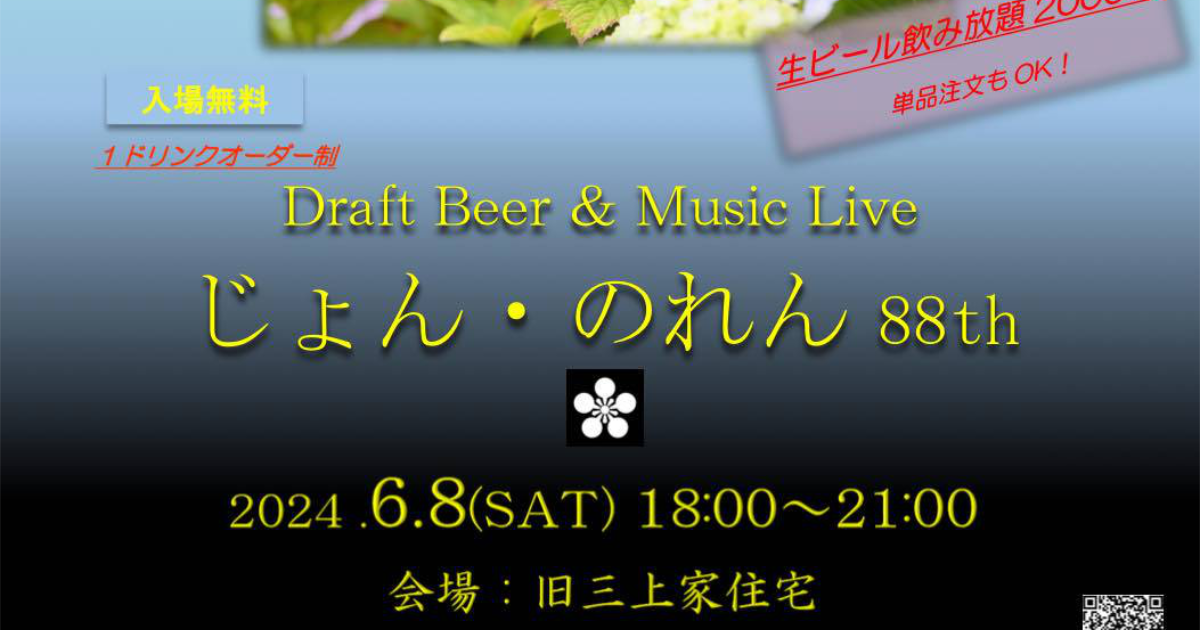 生ビール飲み放題
単品注文も OK！
入場無料
１ドリンクオーダー制
Draft Beer & Music Live
じょん・のれん 88th
2024 .6.8(SAT) 18:00～21:00
会場：旧三上家住宅